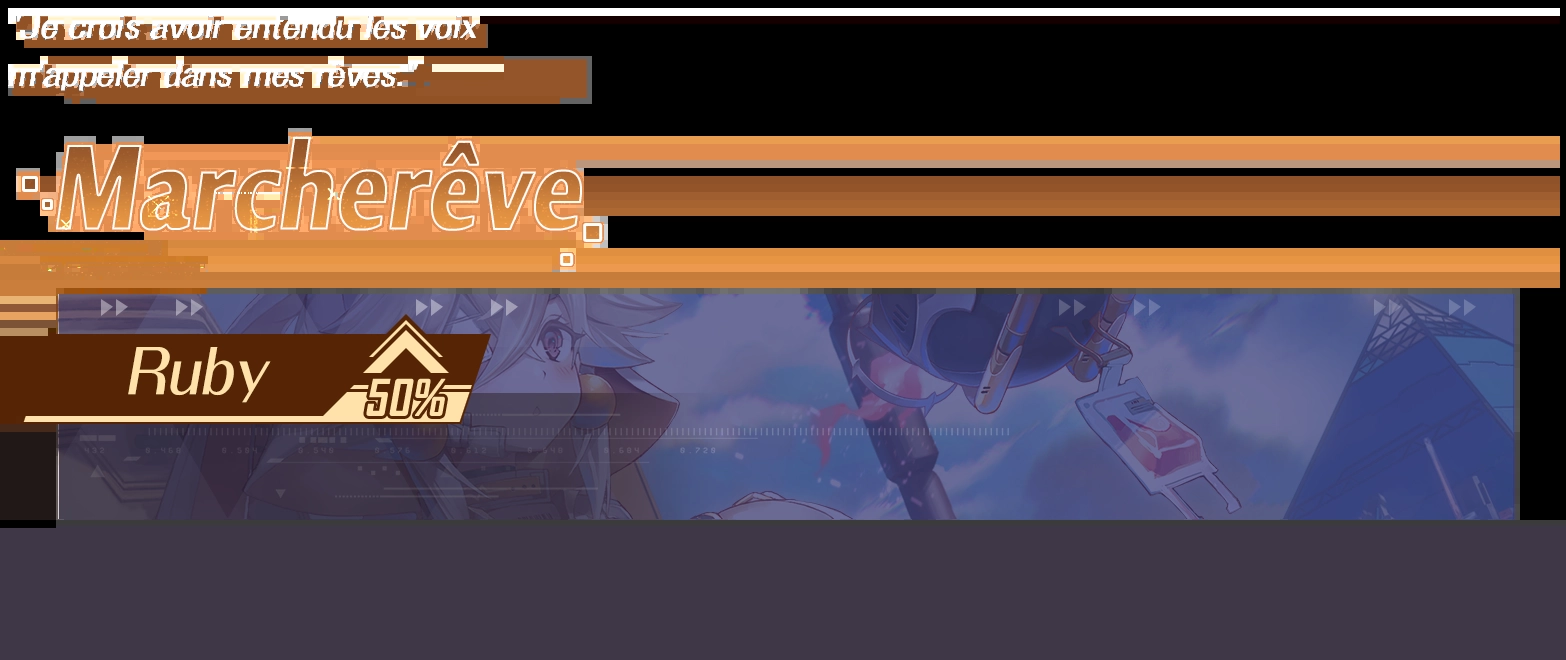 "Je crois avoir entendu les voix
m'appeler dans mes rêves."
Marcherêve
Ruby
50%